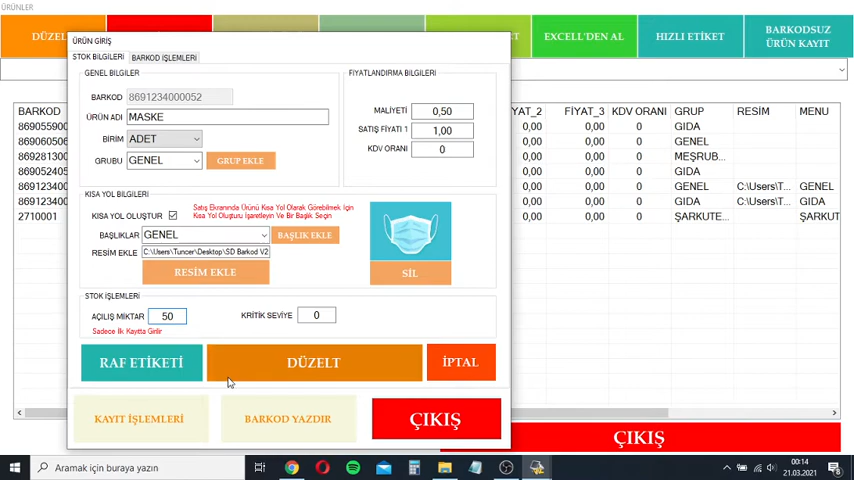 ÜRÜNLER
DÜZEL
EXCELL'DEN AL
HIZLI ETİKET
BARKODSUZ
ÜRÜN KAYIT
ÜRÜN GİRİŞ
STOK BİLGİLERİ
BARKOD İŞLEMLERİ
GENEL BİLGİLER
BARKOD
8691234000052
ÜRÜN ADI
MASKE
BİRİM
ADET
GRUBU
GENEL
GRUP EKLE
FİYATLANDIRMA BİLGİLERİ
MALİYETİ
0,50
SATIŞ FİYATI 1
1,00
KDV ORANI
0
KISA YOL BİLGİLERİ
KISA YOL OLUŞTUR
Satış Ekranında Ürünü Kısa Yol Olarak Görebilmek İçin
Kısa Yol Oluşturu İşaretleyin Ve Bir Başlık Seçin
BAŞLIKLAR
GENEL
BAŞLIK EKLE
RESİM EKLE
C:\Users\Tuncer\Desktop\SD Barkod V2
RESİM EKLE
SİL
STOK İŞLEMLERİ
AÇILIŞ MİKTAR
50
KRİTİK SEVİYE
0
Sadece İlk Kayıtta Girilir
RAF ETİKETİ
DÜZELT
İPTAL
KAYIT İŞLEMLERİ
BARKOD YAZDIR
ÇIKIŞ
BARKOD
YAT_2 FİYAT_3 KDV ORANI GRUP RESİM MENU
869055900
0,00 0,00 0 GIDA
869060506
0,00 0,00 0 GENEL
869281300
0,00 0,00 0 MEŞRUB...
869052405
0,00 0,00 0 GIDA
869123400
0,00 0,00 0 GENEL C:\Users\T... GENEL
869123400
0,00 0,00 0 GIDA C:\Users\T... GIDA
2710001
0,00 0,00 0 ŞARKUTE... ŞARKUT
ÇIKIŞ
Aramak için buraya yazın
00:14
21.03.2021